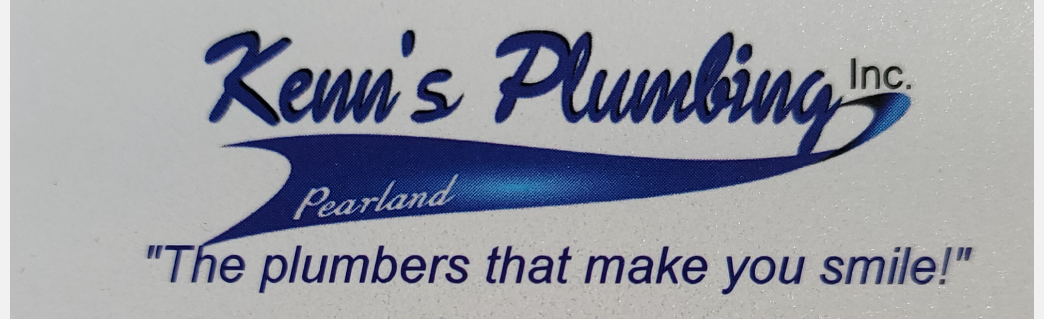 Kenn's Plumbing Inc.
Pearland
"The plumbers that make you smile!"